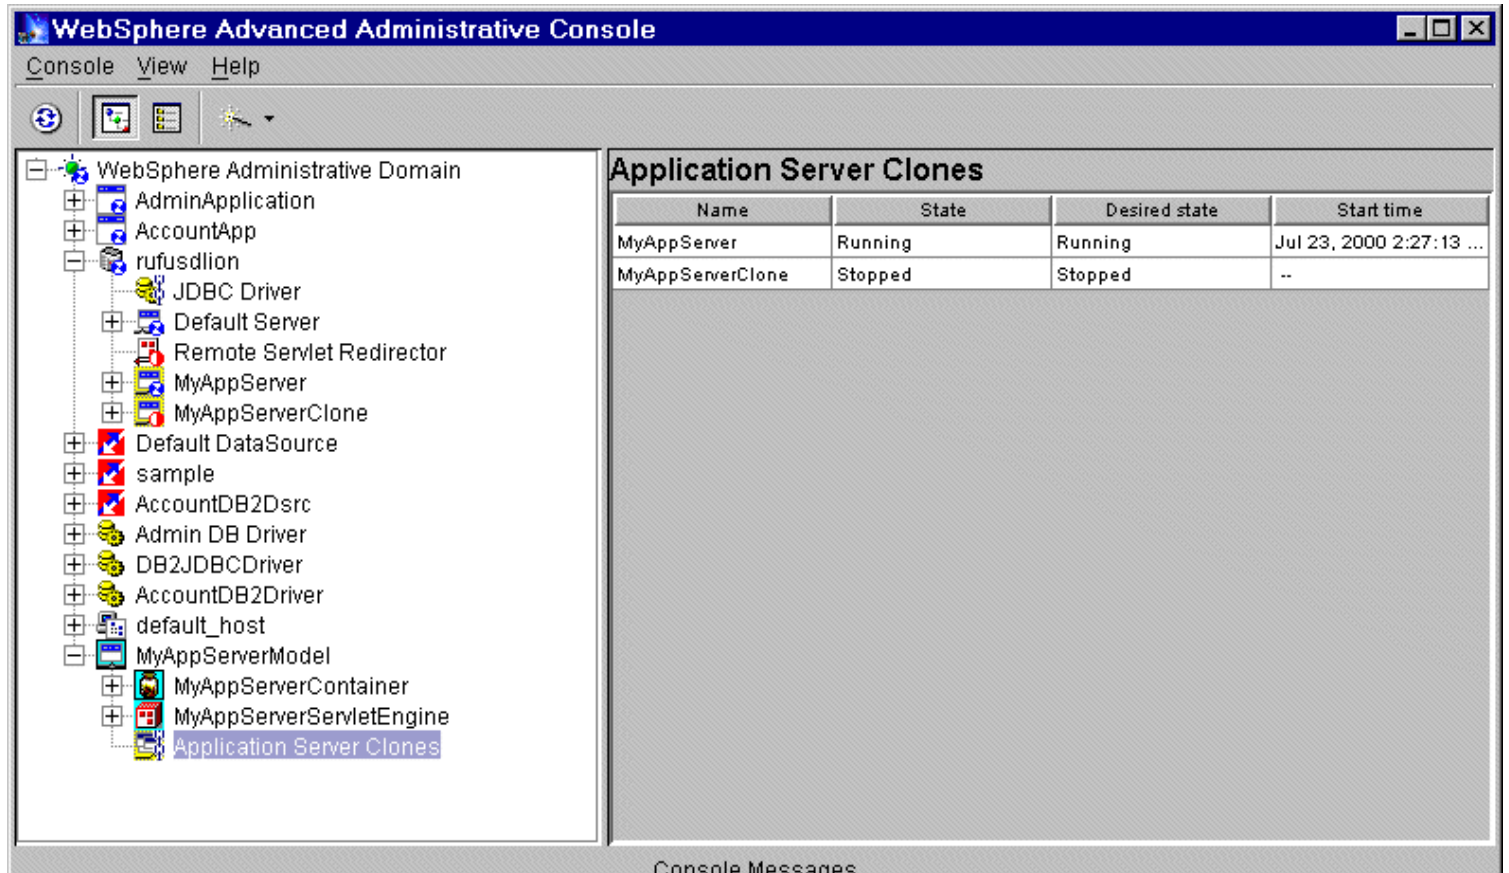 WebSphere Advanced Administrative Console
Console View Help
WebSphere Administrative Domain
AdminApplication
AccountApp
rufusdlion
JDBC Driver
Default Server
Remote Servlet Redirector
MyAppServer
MyAppServerClone
Default DataSource
sample
AccountDB2Dsrc
Admin DB Driver
DB2JDBCDriver
AccountDB2Driver
default_host
MyAppServerModel
MyAppServerContainer
MyAppServerServletEngine
Application Server Clones
Application Server Clones
Name State Desired state Start time
MyAppServer Running Running Jul 23, 2000 2:27:13 ...
MyAppServerClone Stopped Stopped --
Console Messages